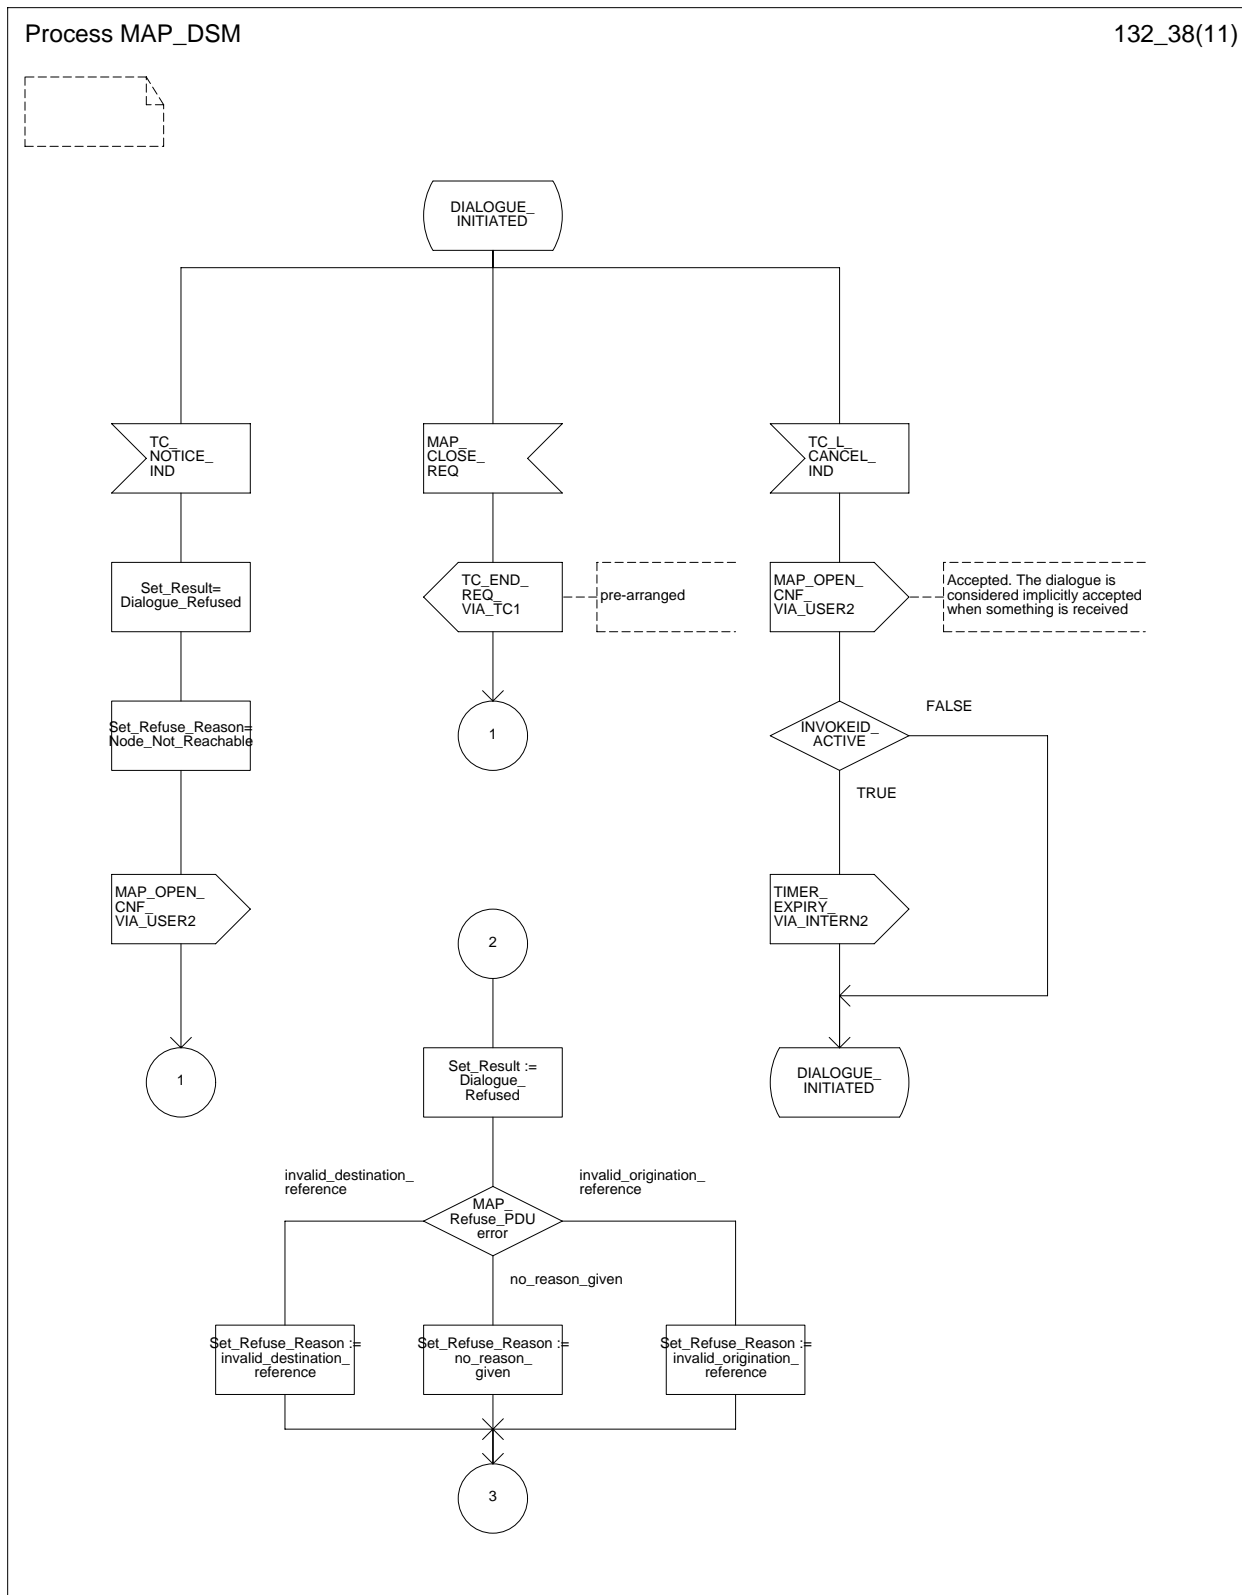 Process MAP_DSM
132_38(11)
DIALOGUE_
INITIATED
TC_
NOTICE_
IND
MAP_
CLOSE_
REQ
TC_L_
CANCEL_
IND
Set_Result=
Dialogue_Refused
TC_END_
REQ_
VIA_TC1
pre-arranged
MAP_OPEN_
CNF_
VIA_USER2
Accepted. The dialogue is
considered implicitly accepted
when something is received
Set_Refuse_Reason=
Node_Not_Reachable
1
INVOKEID_
ACTIVE
FALSE
TRUE
MAP_OPEN_
CNF_
VIA_USER2
TIMER_
EXPIRY_
VIA_INTERN2
2
1
Set_Result :=
Dialogue_
Refused
DIALOGUE_
INITIATED
invalid_destination_
reference
invalid_origination_
reference
MAP_
Refuse_PDU
error
no_reason_given
Set_Refuse_Reason :=
invalid_destination_
reference
Set_Refuse_Reason :=
no_reason_
given
Set_Refuse_Reason :=
invalid_origination_
reference
3